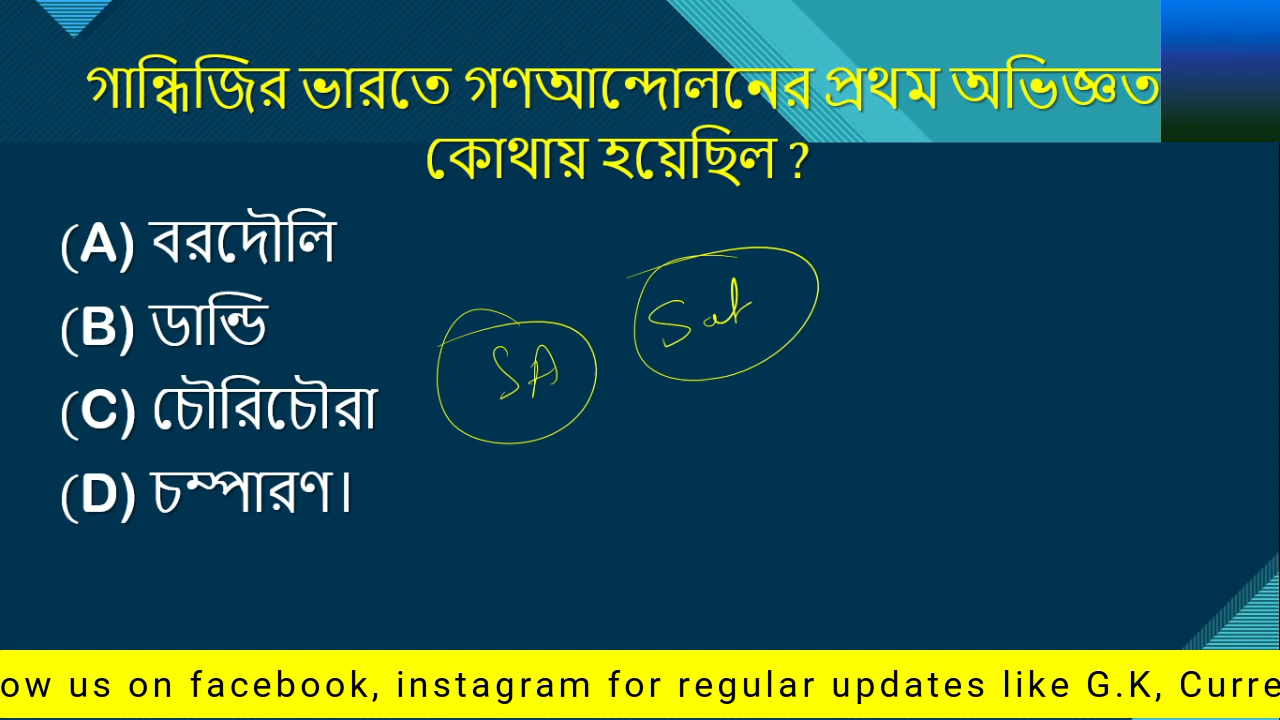 গান্ধিজির ভারতে গণআন্দোলনের প্রথম অভিজ্ঞত
কোথায় হয়েছিল ?
(A) বরদৌলি
(B) ডান্ডি
(C) চৌরিচৌরা
(D) চম্পারণ।
SA
Sat
ow us on facebook, instagram for regular updates like G.K, Curre